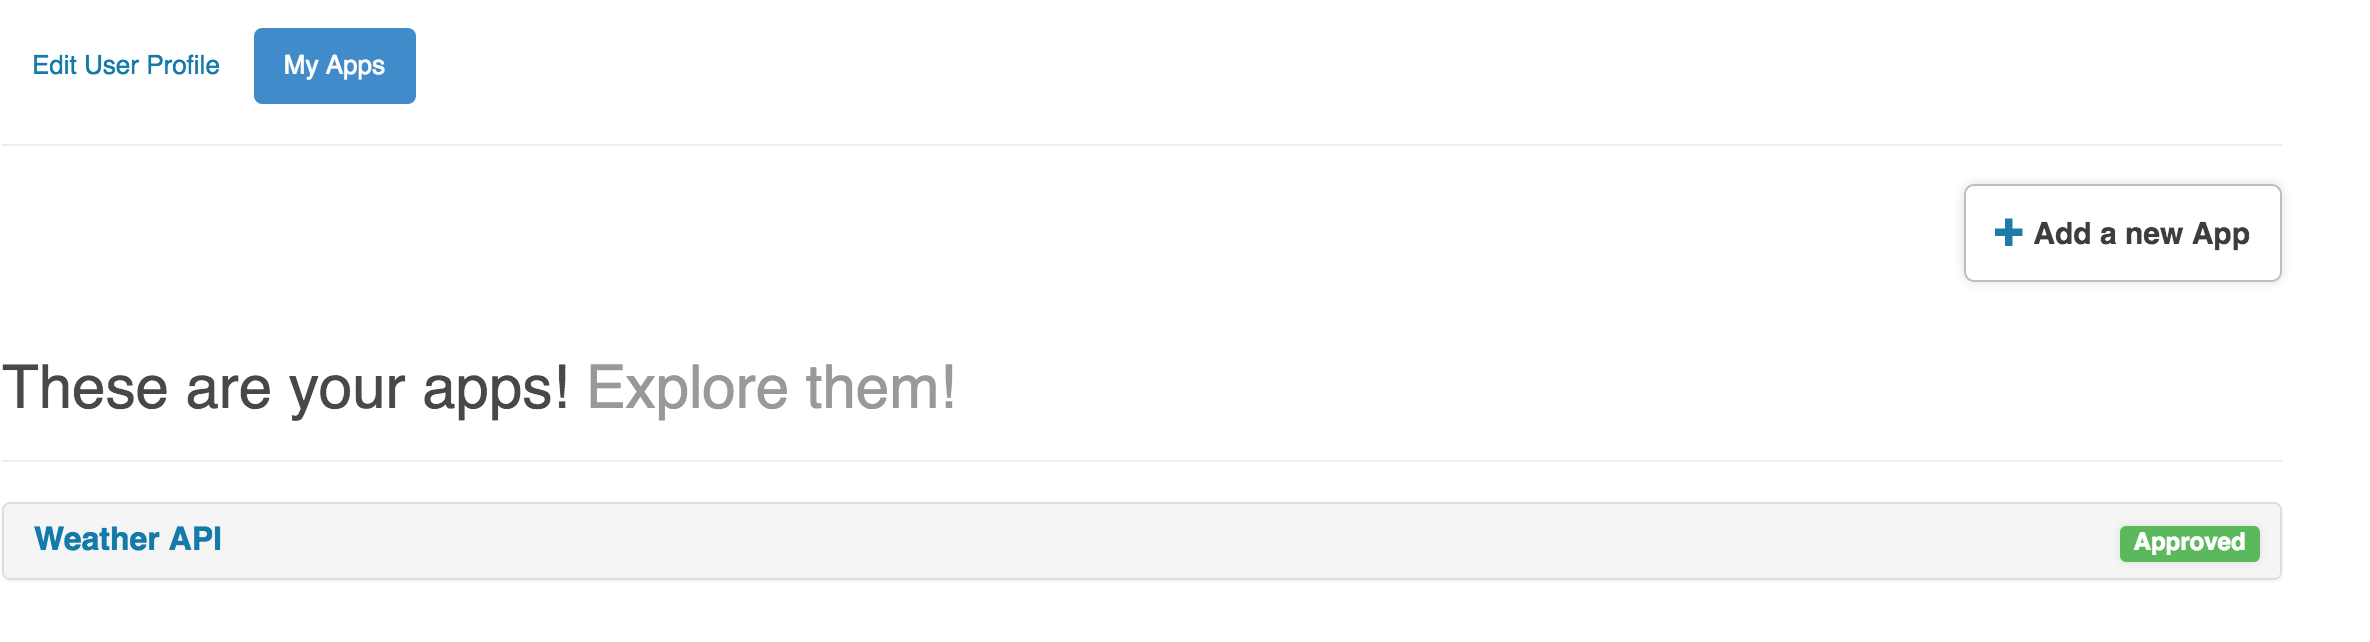 Edit User Profile My Apps
Add a new App
These are your apps! Explore them!
Weather API Approved